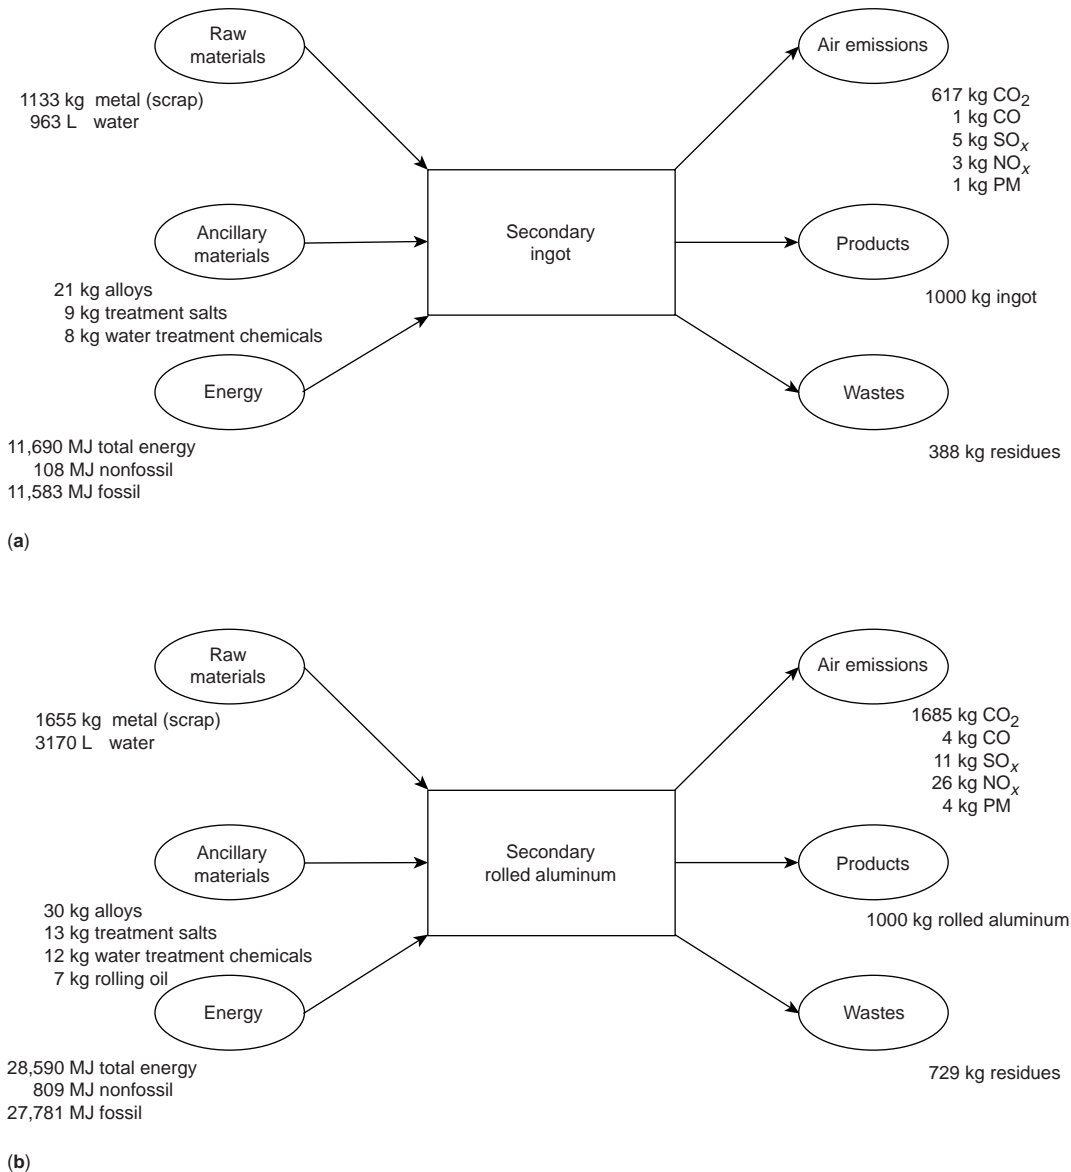 Raw
materials
1133 kg metal (scrap)
963 L water
Ancillary
materials
21 kg alloys
9 kg treatment salts
8 kg water treatment chemicals
Energy
11,690 MJ total energy
108 MJ nonfossil
11,583 MJ fossil
Secondary
ingot
Air emissions
617 kg CO2
1 kg CO
5 kg SOx
3 kg NOx
1 kg PM
Products
1000 kg ingot
Wastes
388 kg residues
(a)
Raw
materials
1655 kg metal (scrap)
3170 L water
Ancillary
materials
30 kg alloys
13 kg treatment salts
12 kg water treatment chemicals
7 kg rolling oil
Energy
28,590 MJ total energy
809 MJ nonfossil
27,781 MJ fossil
Secondary
rolled aluminum
Air emissions
1685 kg CO2
4 kg CO
11 kg SOx
26 kg NOx
4 kg PM
Products
1000 kg rolled aluminum
Wastes
729 kg residues
(b)